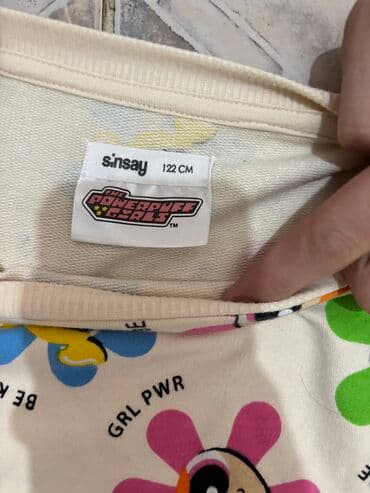 sinsay
122 CM
THE
POWERPUFF
GIRLS
TM
GRL PWR
BE K